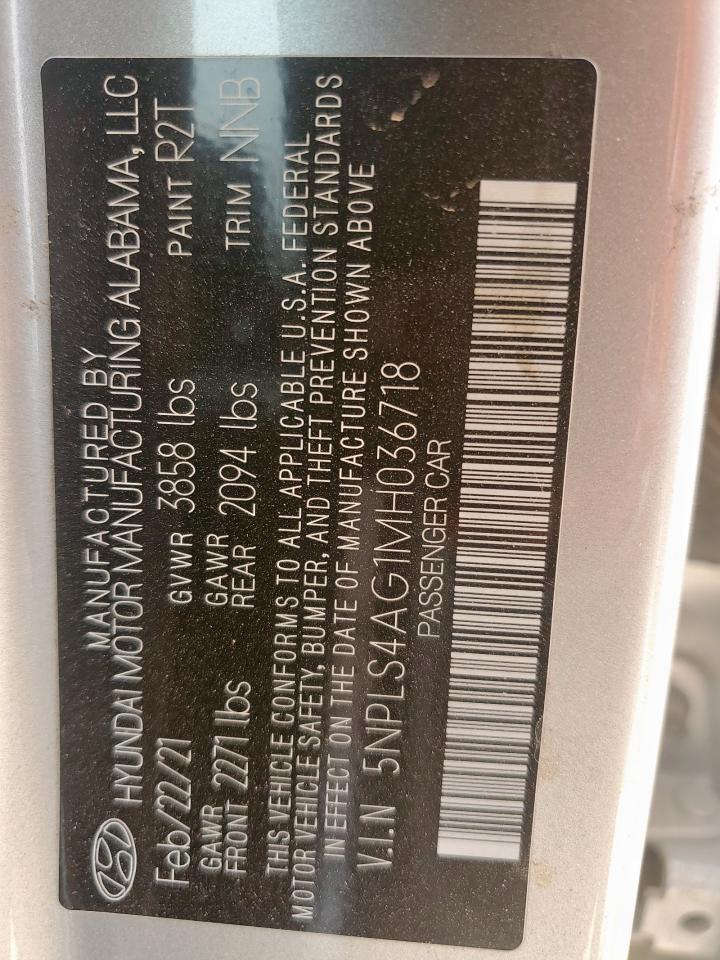 MANUFACTURED BY
HYUNDAI MOTOR MANUFACTURING ALABAMA, LLC
Feb/22/21 GVWR 3858 lbs PAINT R2T
GAWR FRONT 2271 lbs GAWR REAR 2094 lbs TRIM NNB
THIS VEHICLE CONFORMS TO ALL APPLICABLE U.S.A. FEDERAL
MOTOR VEHICLE SAFETY, BUMPER, AND THEFT PREVENTION STANDARDS
IN EFFECT ON THE DATE OF MANUFACTURE SHOWN ABOVE
V.I.N 5NPLS4AG1MH036718
PASSENGER CAR